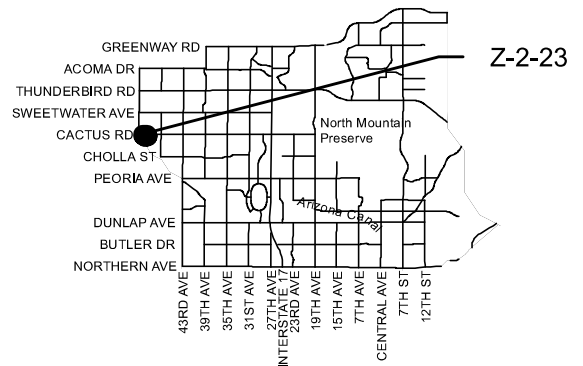 GREENWAY RD
Z-2-23
ACOMA DR
THUNDERBIRD RD
SWEETWATER AVE
CACTUS RD
North Mountain
Preserve
CHOLLA ST
PEORIA AVE
Arizona Canal
DUNLAP AVE
BUTLER DR
NORTHERN AVE
43RD AVE
39TH AVE
35TH AVE
31ST AVE
27TH AVE
INTERSTATE 17
23RD AVE
19TH AVE
15TH AVE
7TH AVE
CENTRAL AVE
7TH ST
12TH ST